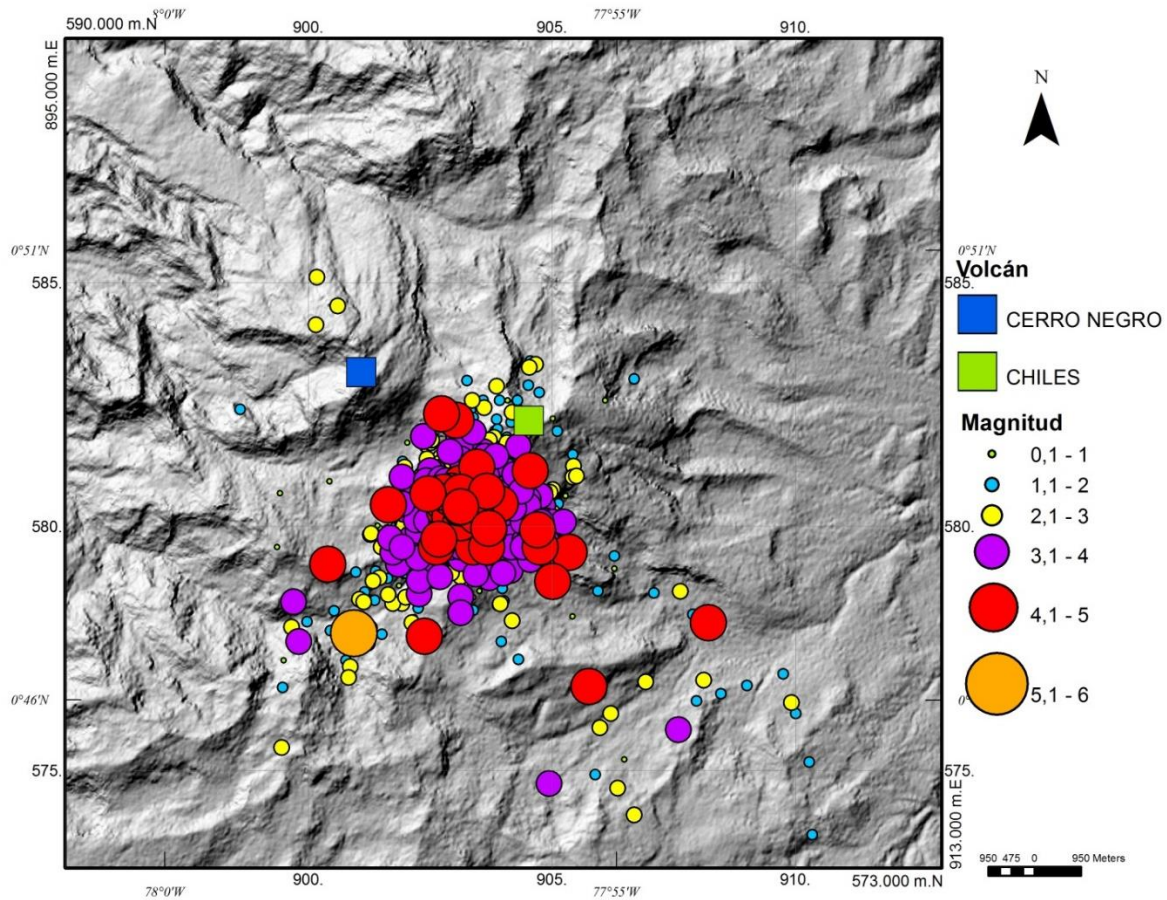 590.000 m.N
8°0'W
900.
905.
77°55'W
910.
895.000 m.E
N
0°51'N
0°51'N
585.
585.
Volcán
CERRO NEGRO
CHILES
Magnitud
0,1 - 1
1,1 - 2
2,1 - 3
3,1 - 4
4,1 - 5
5,1 - 6
580.
580.
0°46'N
0°
575.
575.
913.000 m.E
950 475 0 950 Meters
78°0'W
900.
905.
77°55'W
910.
573.000 m.N